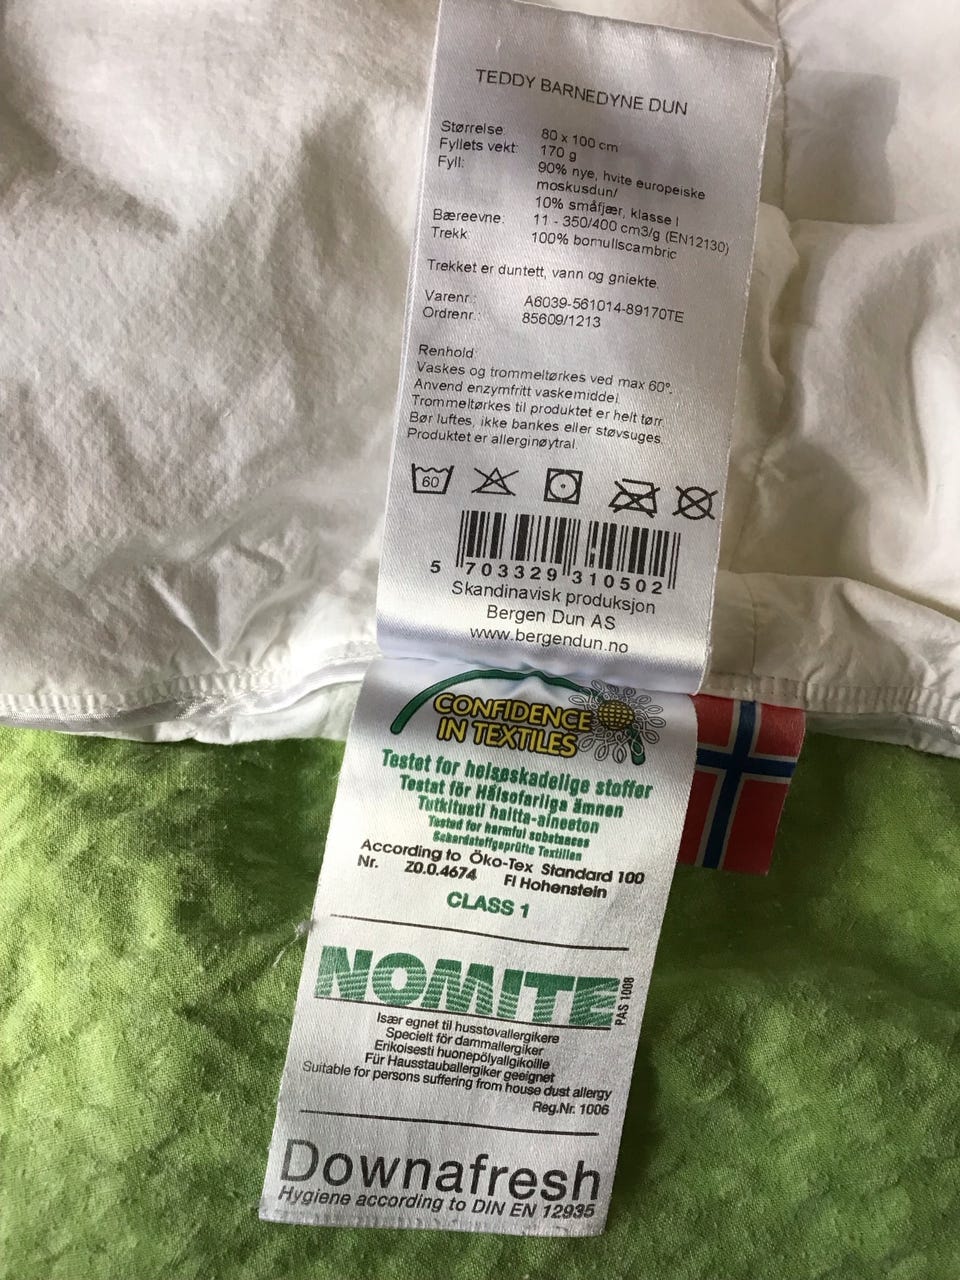 TEDDY BARNEDYNE DUN
Størrelse: 80 x 100 cm
Fyllets vekt: 170 g
Fyll: 90% nye, hvite europeiske
moskusdun/
10% småfjær, klasse I
Bæreevne: 11 - 350/400 cm3/g (EN12130)
Trekk: 100% bomullscambric
Trekket er duntett, vann og gniekte.
Varenr.: A6039-561014-89170TE
Ordrenr.: 85609/1213
Renhold:
Vaskes og trommeltørkes ved max 60°.
Anvend enzymfritt vaskemiddel.
Trommeltørkes til produktet er helt tørr.
Bør luftes, ikke bankes eller støvsuges.
Produktet er allerginøytral.
60
5 703329 310502
Skandinavisk produksjon
Bergen Dun AS
www.bergendun.no
CONFIDENCE
IN TEXTILES
Testet for helseskadelige stoffer
Testat för Hälsofarliga ämnen
Tutkitusti haitta-aineeton
Tested for harmful substances
Schardstoffgeprüfte Textilien
According to Öko-Tex Standard 100
Nr. Z0.0.4674 FI Hohenstein
CLASS 1
NOMITE
PAS 1008
Især egnet til husstøvallergikere
Specielt för dammallergiker
Erikoisesti huonepölyallgikoille
Für Hausstauballergiker geeignet
Suitable for persons suffering from house dust allergy
Reg.Nr. 1006
Downafresh
Hygiene according to DIN EN 12935